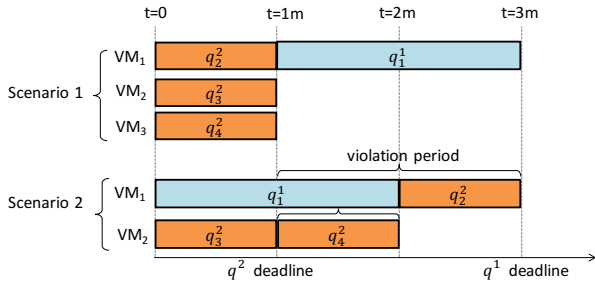 t=0 t=1m t=2m t=3m
VM₁ q₂² q₁¹
Scenario 1 VM₂ q₃²
VM₃ q₄²
violation period
Scenario 2 VM₁ q₁¹ q₂²
VM₂ q₃² q₄²
q² deadline q¹ deadline